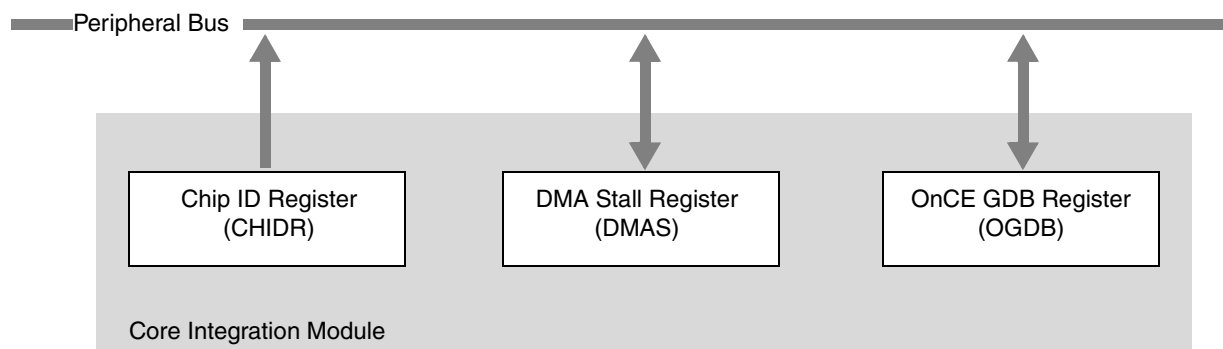 Peripheral Bus
Chip ID Register
(CHIDR)
DMA Stall Register
(DMAS)
OnCE GDB Register
(OGDB)
Core Integration Module